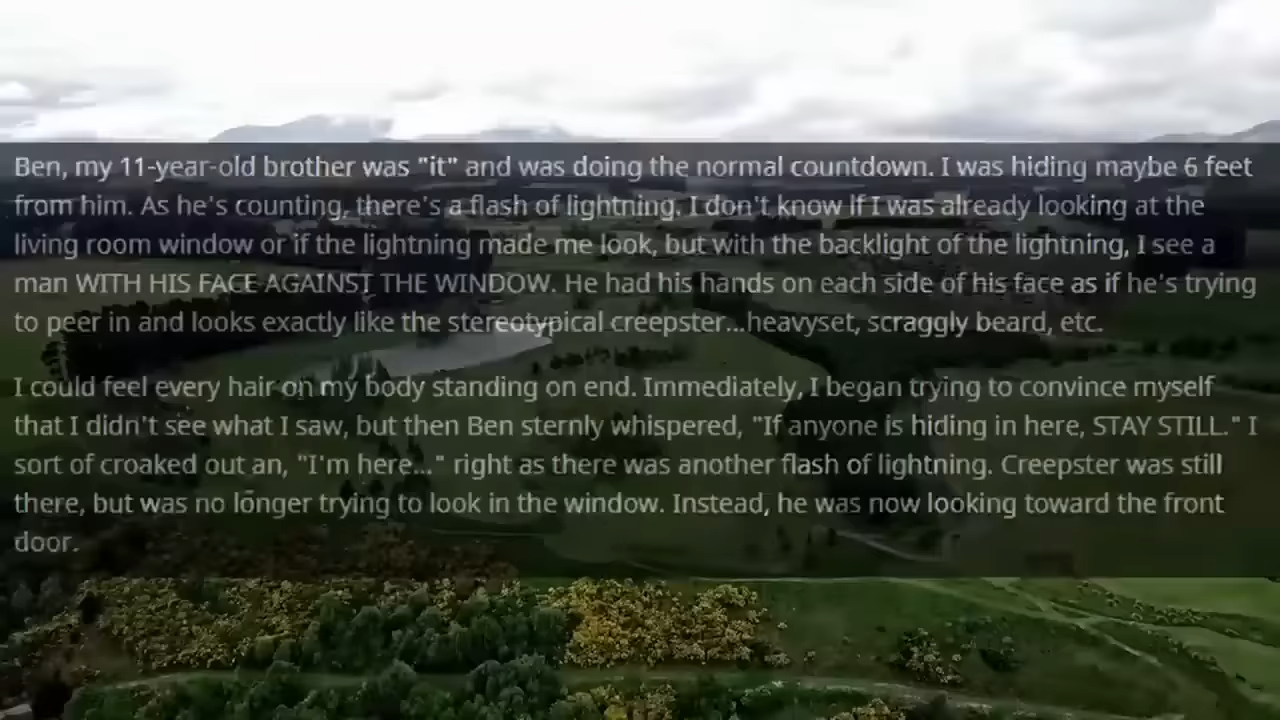 Ben, my 11-year-old brother was "it" and was doing the normal countdown. I was hiding maybe 6 feet
from him. As he's counting, there's a flash of lightning. I don't know if I was already looking at the
living room window or if the lightning made me look, but with the backlight of the lightning, I see a
man WITH HIS FACE AGAINST THE WINDOW. He had his hands on each side of his face as if he's trying
to peer in and looks exactly like the stereotypical creepster...heavyset, scraggly beard, etc.
I could feel every hair on my body standing on end. Immediately, I began trying to convince myself
that I didn't see what I saw, but then Ben sternly whispered, "If anyone is hiding in here, STAY STILL." I
sort of croaked out an, "I'm here..." right as there was another flash of lightning. Creepster was still
there, but was no longer trying to look in the window. Instead, he was now looking toward the front
door.